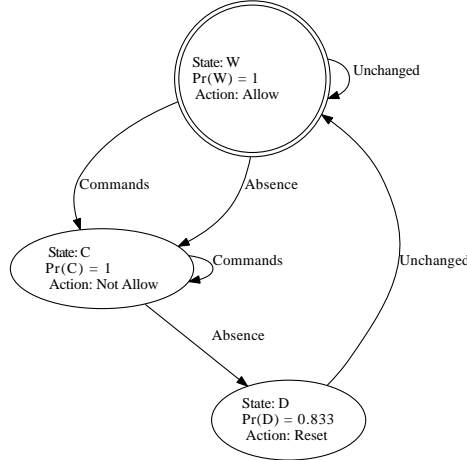 State: W
Pr(W) = 1
Action: Allow
Unchanged
Commands
Absence
State: C
Pr(C) = 1
Action: Not Allow
Commands
Unchanged
Absence
State: D
Pr(D) = 0.833
Action: Reset